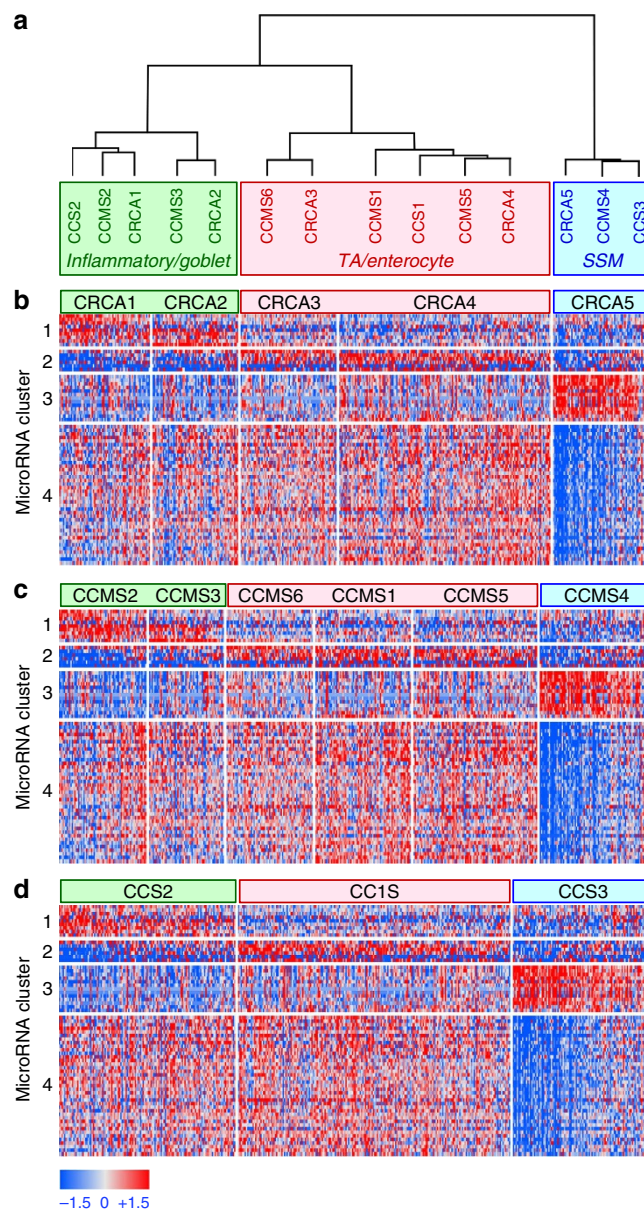 a
CCS2 CCMS2 CRCA1 CCMS3 CRCA2 CCMS6 CRCA3 CCMS1 CCS1 CCMS5 CRCA4 CRCA5 CCMS4 CCS3
Inflammatory/goblet TA/enterocyte SSM
b
CRCA1 CRCA2 CRCA3 CRCA4 CRCA5
MicroRNA cluster
1
2
3
4
c
CCMS2 CCMS3 CCMS6 CCMS1 CCMS5 CCMS4
MicroRNA cluster
1
2
3
4
d
CCS2 CC1S CCS3
MicroRNA cluster
1
2
3
4
–1.5 0 +1.5